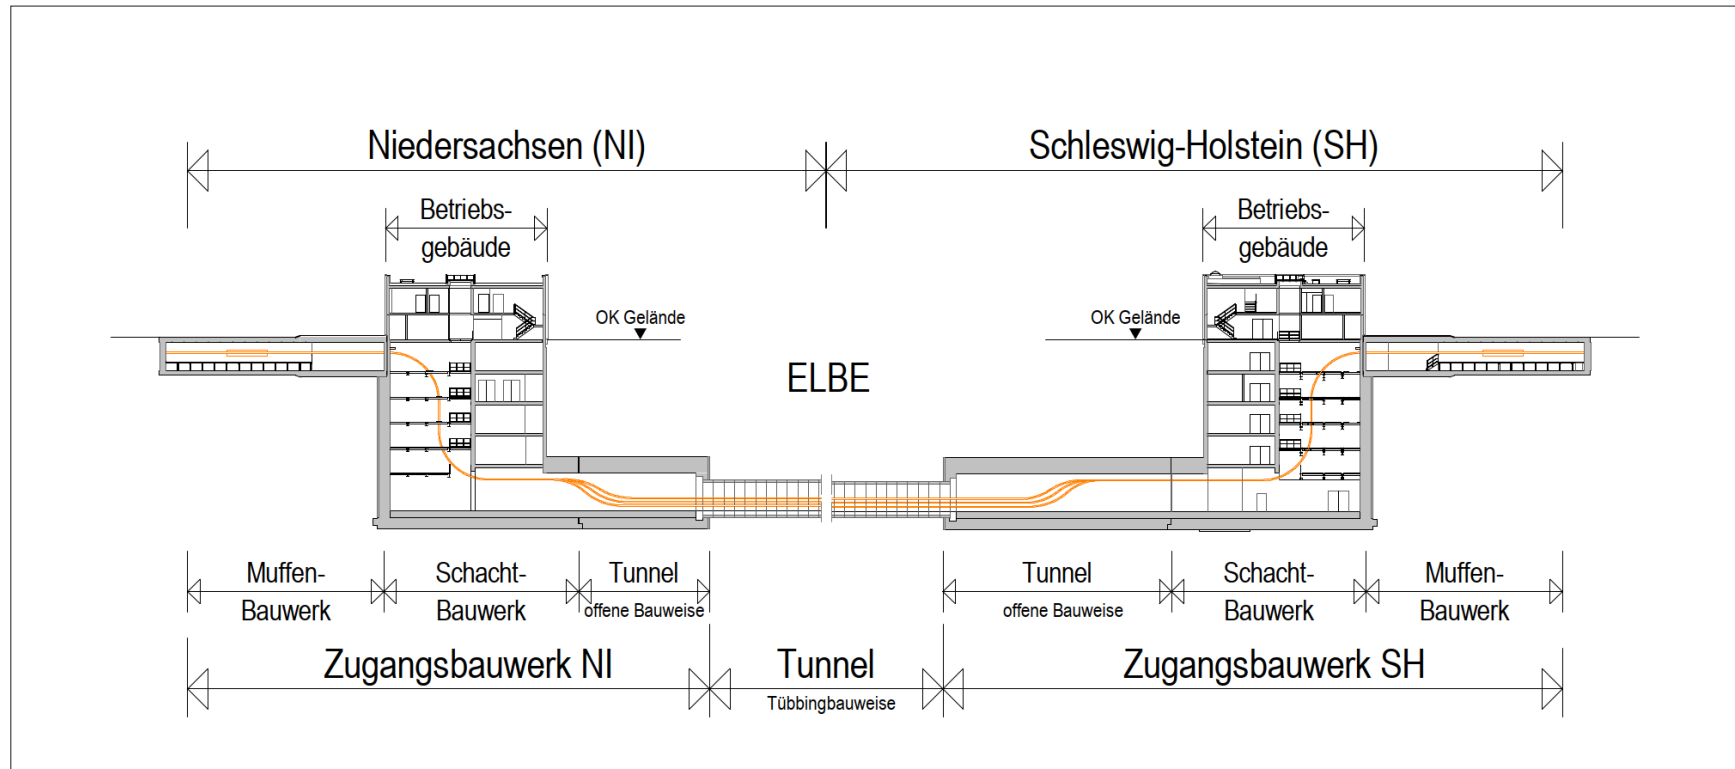 Niedersachsen (NI)
Schleswig-Holstein (SH)
Betriebs-
gebäude
Betriebs-
gebäude
OK Gelände
OK Gelände
ELBE
Muffen-
Bauwerk
Schacht-
Bauwerk
Tunnel
offene Bauweise
Tunnel
offene Bauweise
Schacht-
Bauwerk
Muffen-
Bauwerk
Zugangsbauwerk NI
Tunnel
Tübbingbauweise
Zugangsbauwerk SH